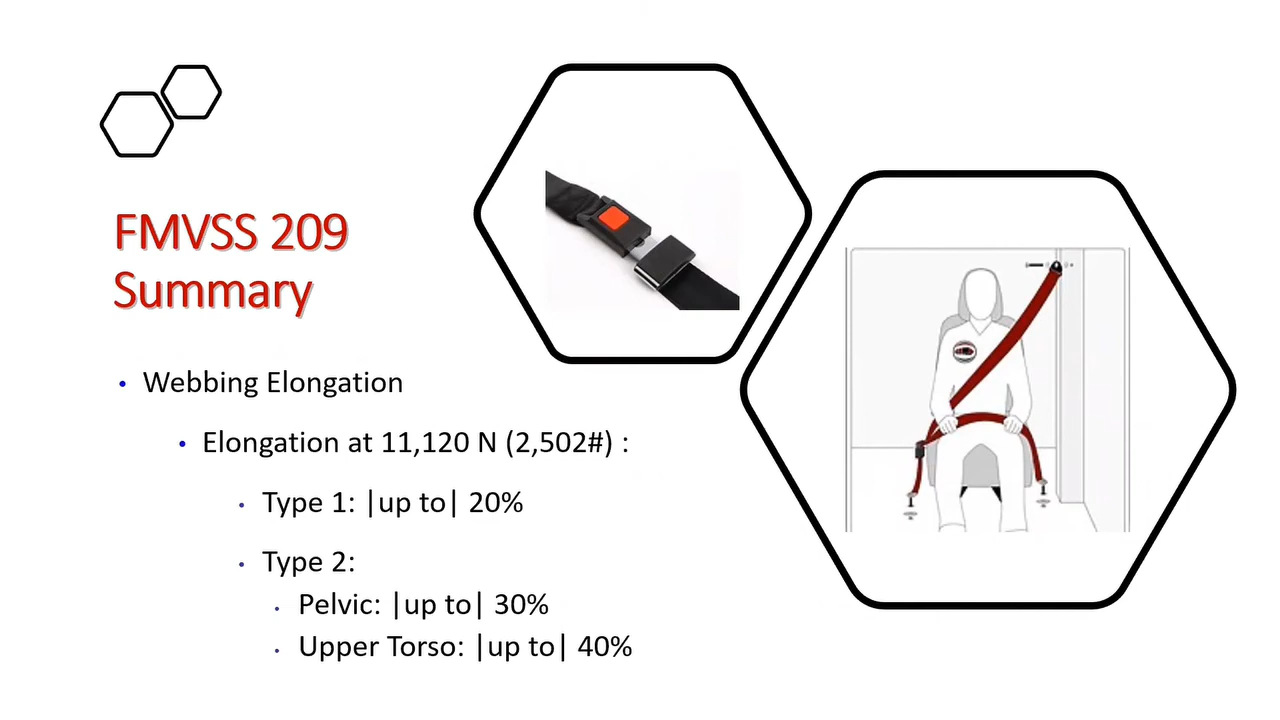 FMVSS 209
Summary
• Webbing Elongation
• Elongation at 11,120 N (2,502#) :
• Type 1: |up to| 20%
• Type 2:
• Pelvic: |up to| 30%
• Upper Torso: |up to| 40%